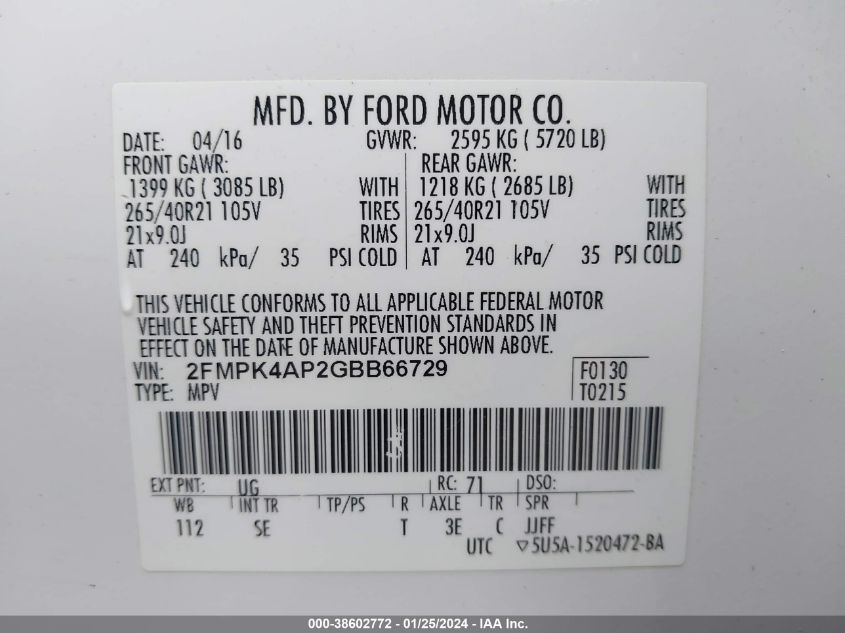 MFD. BY FORD MOTOR CO.
DATE: 04/16 GVWR: 2595 KG ( 5720 LB)
FRONT GAWR: REAR GAWR:
1399 KG ( 3085 LB) WITH 1218 KG ( 2685 LB) WITH
265/40R21 105V TIRES 265/40R21 105V TIRES
21x9.0J RIMS 21x9.0J RIMS
AT 240 kPa/ 35 PSI COLD AT 240 kPa/ 35 PSI COLD
THIS VEHICLE CONFORMS TO ALL APPLICABLE FEDERAL MOTOR
VEHICLE SAFETY AND THEFT PREVENTION STANDARDS IN
EFFECT ON THE DATE OF MANUFACTURE SHOWN ABOVE.
VIN: 2FMPK4AP2GBB66729 F0130
TYPE: MPV T0215
EXT PNT: UG RC: 71 DSO:
WB INT TR TP/PS R AXLE TR SPR
112 SE T 3E C JJFF
UTC ▽5U5A-1520472-BA
000-38602772 - 01/25/2024 - IAA Inc.